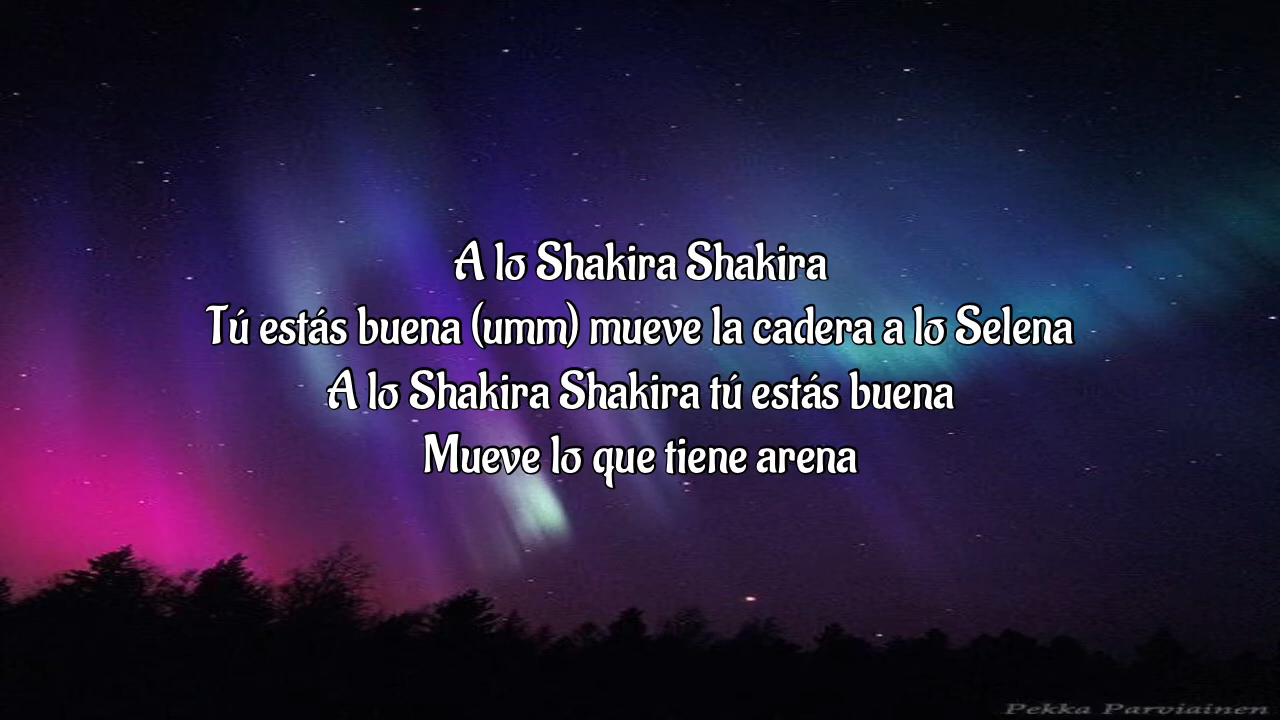 A lo Shakira Shakira
Tú estás buena (umm) mueve la cadera a lo Selena
A lo Shakira Shakira tú estás buena
Mueve lo que tiene arena
Pekka Parviainen